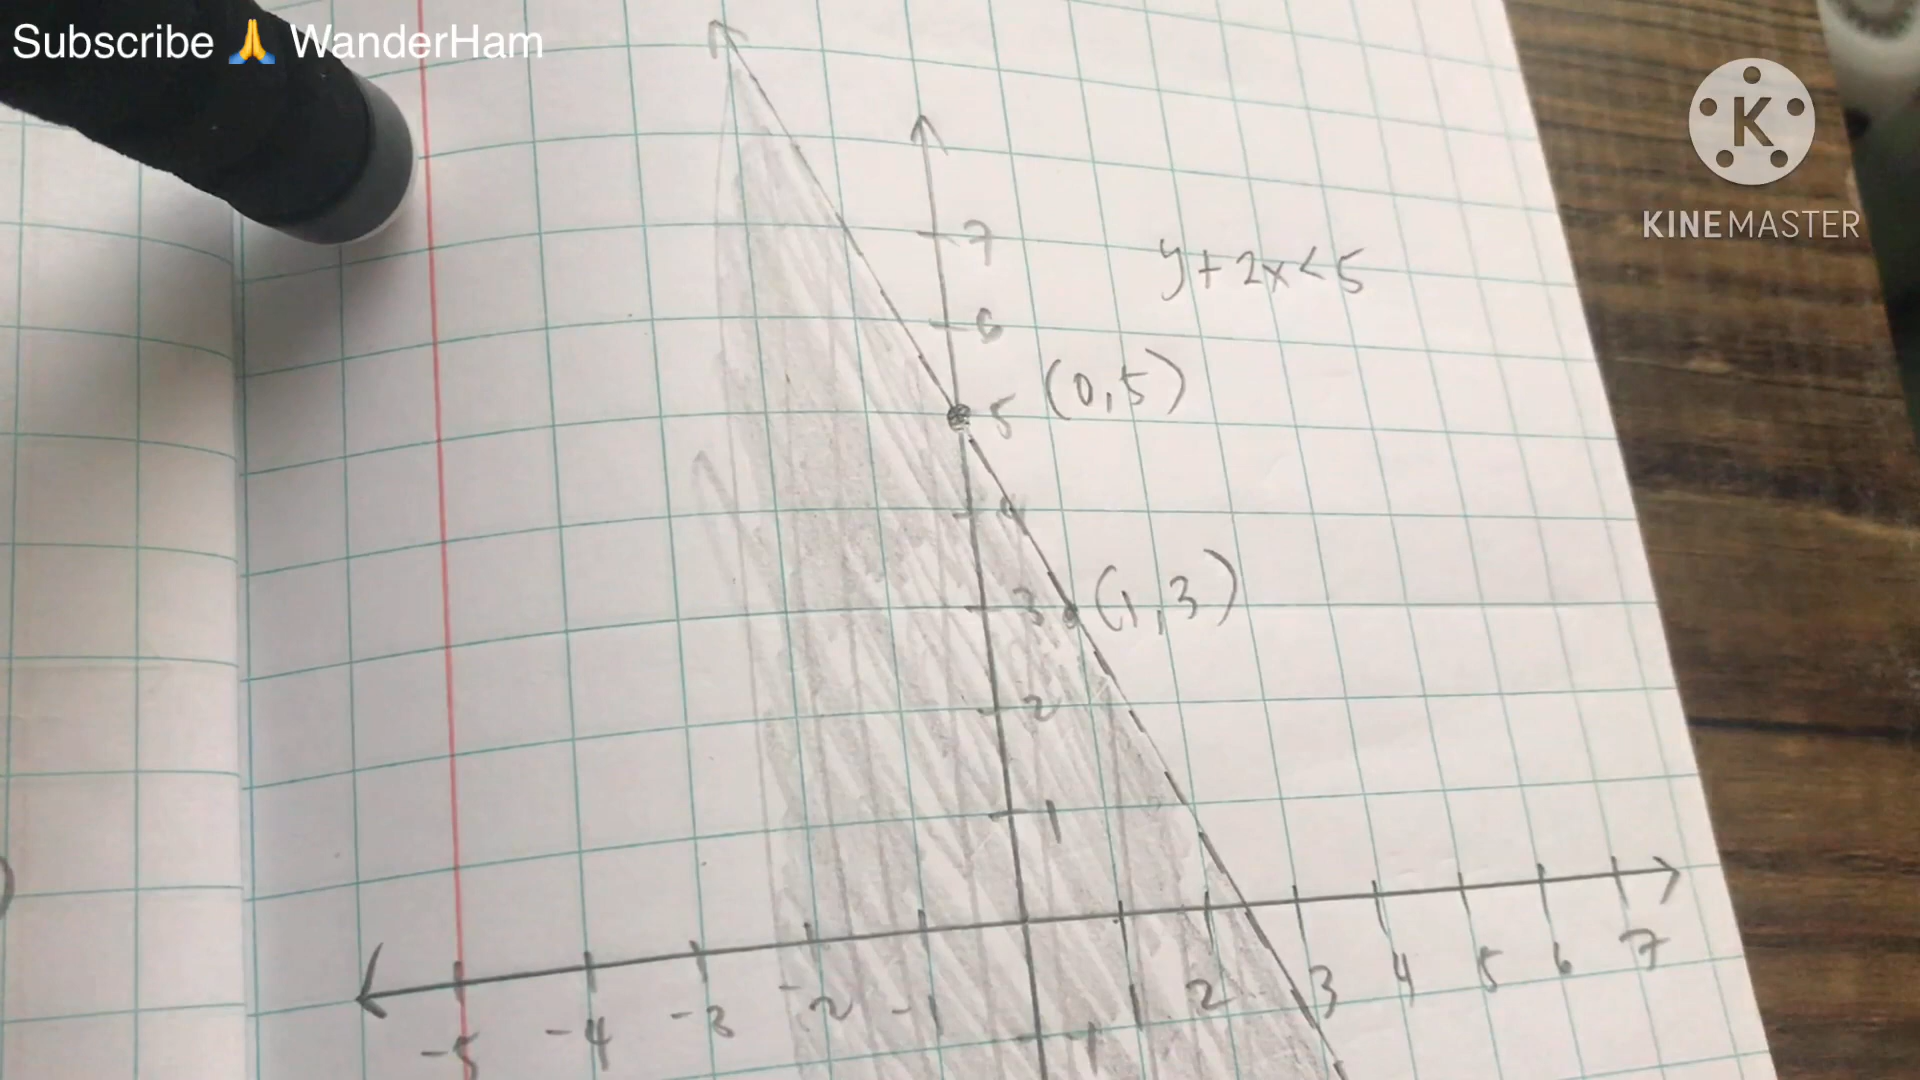 Subscribe 🙏 WanderHam
K
KINEMASTER
7
y+2x<5
6
5 (0,5)
4
3 (1,3)
2
1
-5 -4 -3 -2 -1 1 2 3 4 5 6 7
-1